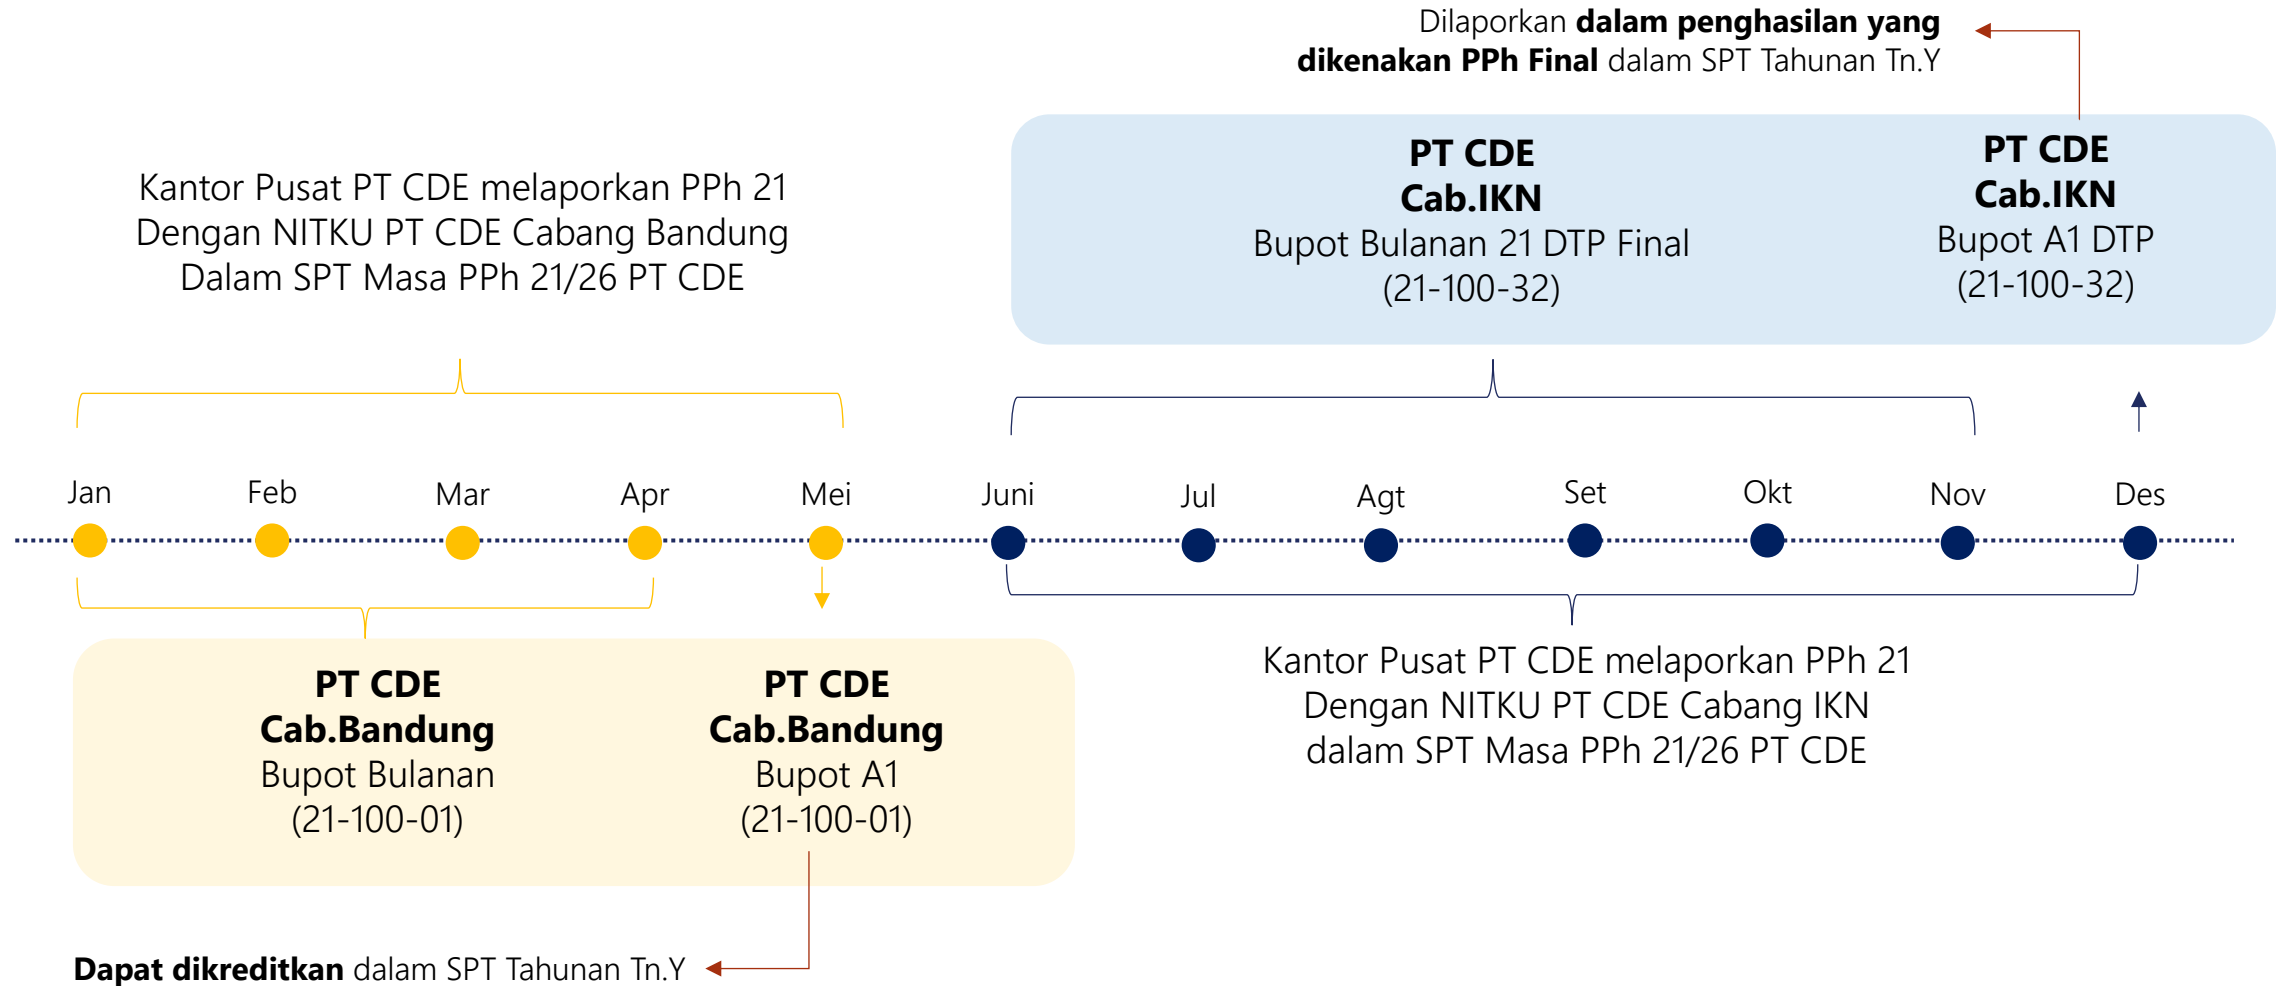 Dilaporkan dalam penghasilan yang
dikenakan PPh Final dalam SPT Tahunan Tn.Y
Kantor Pusat PT CDE melaporkan PPh 21
Dengan NITKU PT CDE Cabang Bandung
Dalam SPT Masa PPh 21/26 PT CDE
PT CDE
Cab.IKN
Bupot Bulanan 21 DTP Final
(21-100-32)
PT CDE
Cab.IKN
Bupot A1 DTP
(21-100-32)
Jan
Feb
Mar
Apr
Mei
Juni
Jul
Agt
Set
Okt
Nov
Des
PT CDE
Cab.Bandung
Bupot Bulanan
(21-100-01)
PT CDE
Cab.Bandung
Bupot A1
(21-100-01)
Kantor Pusat PT CDE melaporkan PPh 21
Dengan NITKU PT CDE Cabang IKN
dalam SPT Masa PPh 21/26 PT CDE
Dapat dikreditkan dalam SPT Tahunan Tn.Y